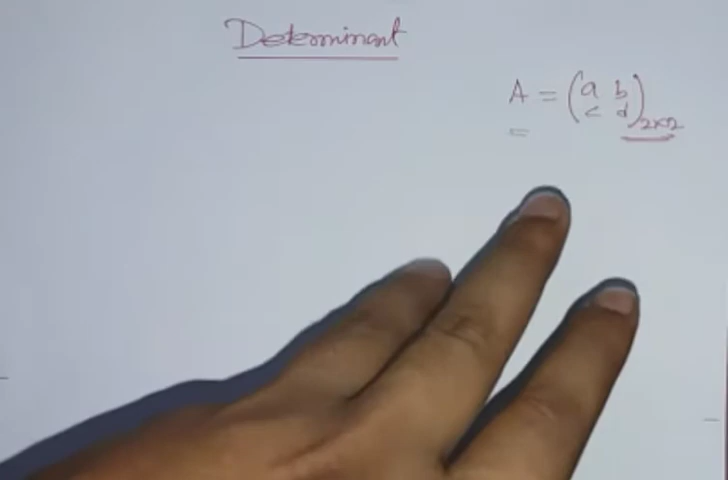 Determinant
A = (a b
c d)2×2
=